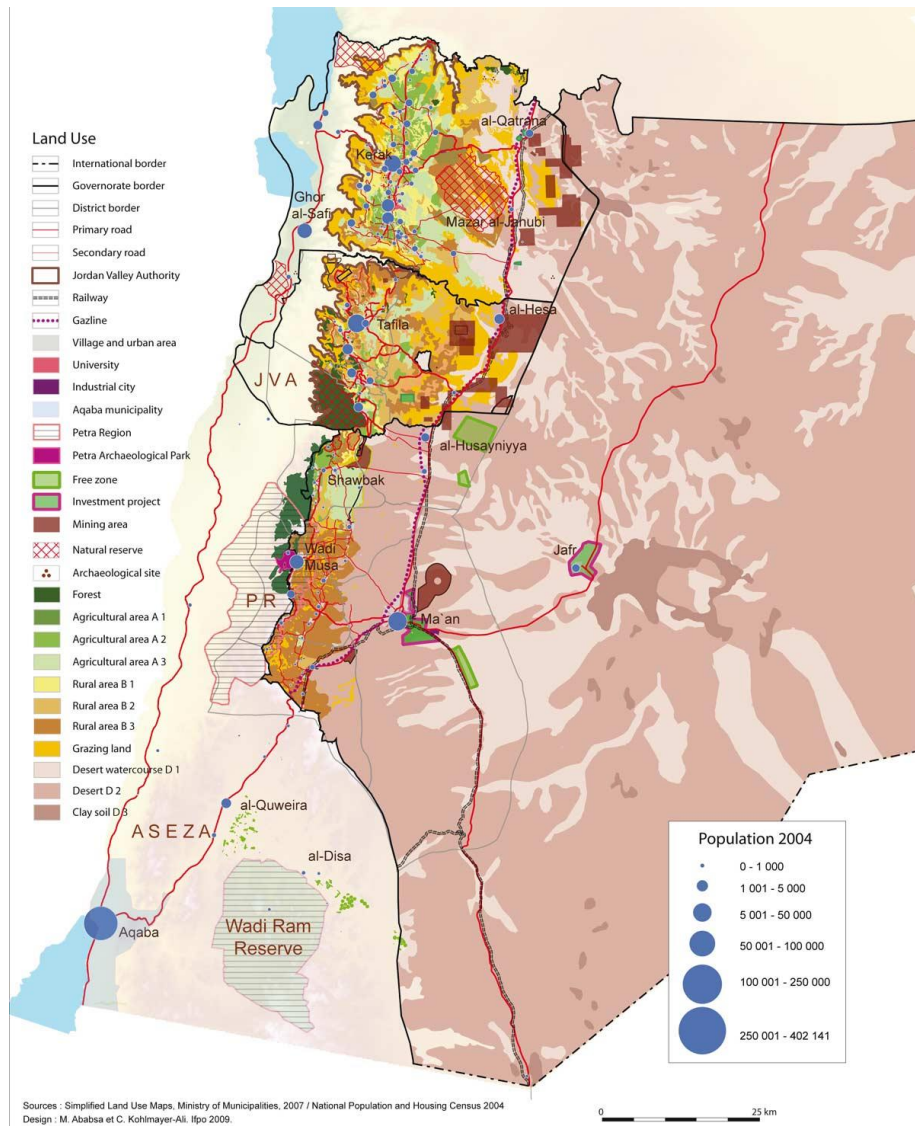 Land Use
International border
Governorate border
District border
Primary road
Secondary road
Jordan Valley Authority
Railway
Gazline
Village and urban area
University
Industrial city
Aqaba municipality
Petra Region
Petra Archaeological Park
Free zone
Investment project
Mining area
Natural reserve
Archaeological site
Forest
Agricultural area A 1
Agricultural area A 2
Agricultural area A 3
Rural area B 1
Rural area B 2
Rural area B 3
Grazing land
Desert watercourse D 1
Desert D 2
Clay soil D 3
al-Qatrana
Kerak
Ghor
al-Safi
Mazar al-Jahubi
al-Hesa
Tafila
JVA
al-Husayniyya
Shawbak
Wadi
Musa
Jafr
PR
Ma`an
al-Quweira
ASEZA
al-Disa
Wadi Ram
Reserve
Aqaba
Population 2004
0 - 1 000
1 001 - 5 000
5 001 - 50 000
50 001 - 100 000
100 001 - 250 000
250 001 - 402 141
Sources : Simplified Land Use Maps, Ministry of Municipalities, 2007 / National Population and Housing Census 2004
Design : M. Ababsa et C. Kohlmayer-Ali. Ifpo 2009.
0 25 km